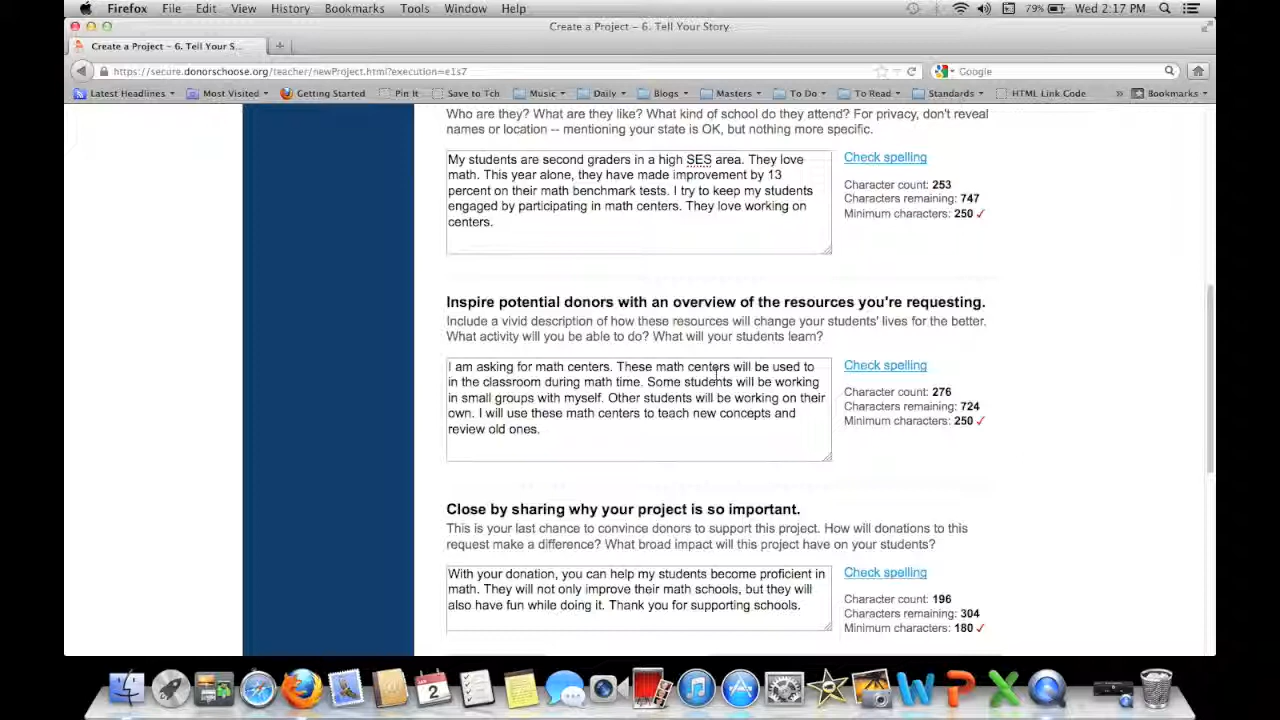 Firefox File Edit View History Bookmarks Tools Window Help 79% Wed 2:17 PM
Create a Project – 6. Tell Your Story
Create a Project – 6. Tell Your S...
https://secure.donorschoose.org/teacher/newProject.html?execution=e1s7 Google
Latest Headlines Most Visited Getting Started Pin It Save to Tch Music Daily Blogs Masters To Do To Read Standards HTML Link Code » Bookmarks
Who are they? What are they like? What kind of school do they attend? For privacy, don't reveal
names or location -- mentioning your state is OK, but nothing more specific.
My students are second graders in a high SES area. They love
math. This year alone, they have made improvement by 13
percent on their math benchmark tests. I try to keep my students
engaged by participating in math centers. They love working on
centers.
Check spelling
Character count: 253
Characters remaining: 747
Minimum characters: 250 ✓
Inspire potential donors with an overview of the resources you're requesting.
Include a vivid description of how these resources will change your students' lives for the better.
What activity will you be able to do? What will your students learn?
I am asking for math centers. These math centers will be used to
in the classroom during math time. Some students will be working
in small groups with myself. Other students will be working on their
own. I will use these math centers to teach new concepts and
review old ones.
Check spelling
Character count: 276
Characters remaining: 724
Minimum characters: 250 ✓
Close by sharing why your project is so important.
This is your last chance to convince donors to support this project. How will donations to this
request make a difference? What broad impact will this project have on your students?
With your donation, you can help my students become proficient in
math. They will not only improve their math schools, but they will
also have fun while doing it. Thank you for supporting schools.
Check spelling
Character count: 196
Characters remaining: 304
Minimum characters: 180 ✓
2